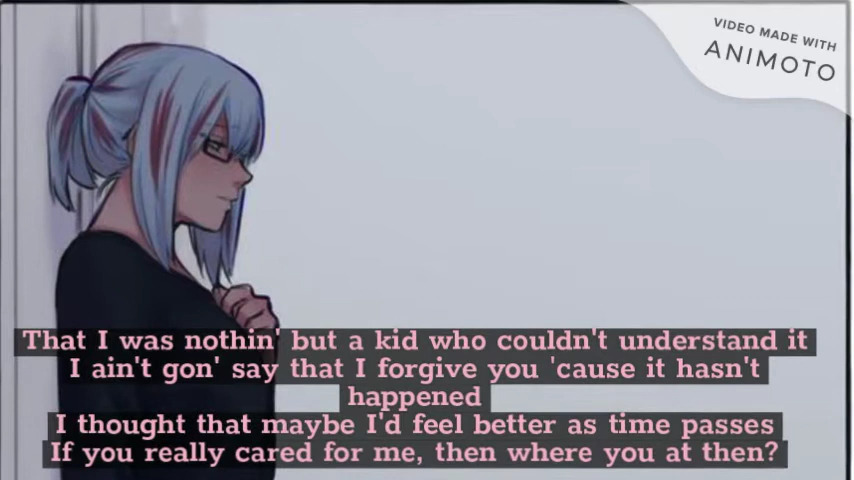 VIDEO MADE WITH
ANIMOTO
That I was nothin' but a kid who couldn't understand it
I ain't gon' say that I forgive you 'cause it hasn't
happened
I thought that maybe I'd feel better as time passes
If you really cared for me, then where you at then?